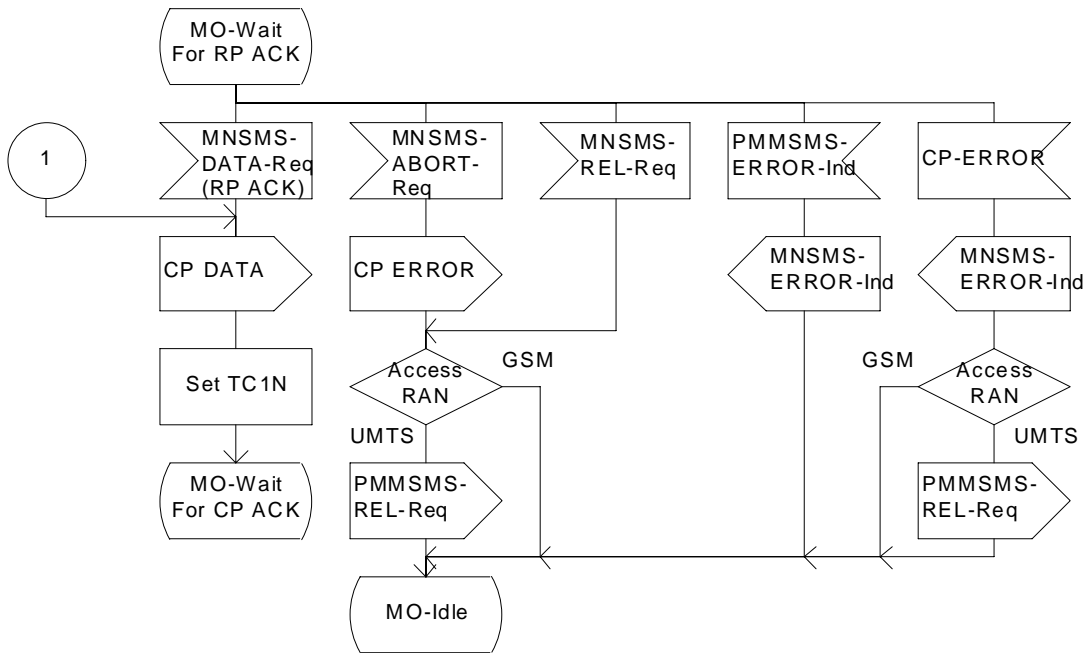 MO-Wait
For RP ACK
1
MNSMS-
DATA-Req
(RP ACK)
MNSMS-
ABORT-
Req
MNSMS-
REL-Req
PMMSMS-
ERROR-Ind
CP-ERROR
CP DATA
CP ERROR
MNSMS-
ERROR-Ind
MNSMS-
ERROR-Ind
Set TC1N
Access
RAN
GSM
UMTS
GSM
Access
RAN
UMTS
MO-Wait
For CP ACK
PMMSMS-
REL-Req
PMMSMS-
REL-Req
MO-Idle